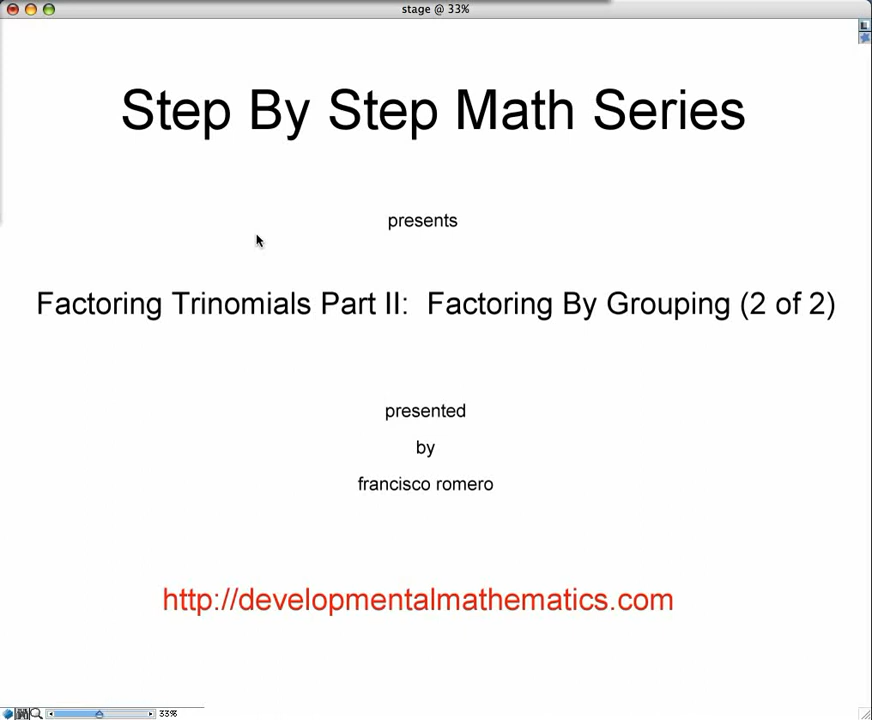 stage @ 33%
Step By Step Math Series
presents
Factoring Trinomials Part II:  Factoring By Grouping (2 of 2)
presented
by
francisco romero
http://developmentalmathematics.com
33%